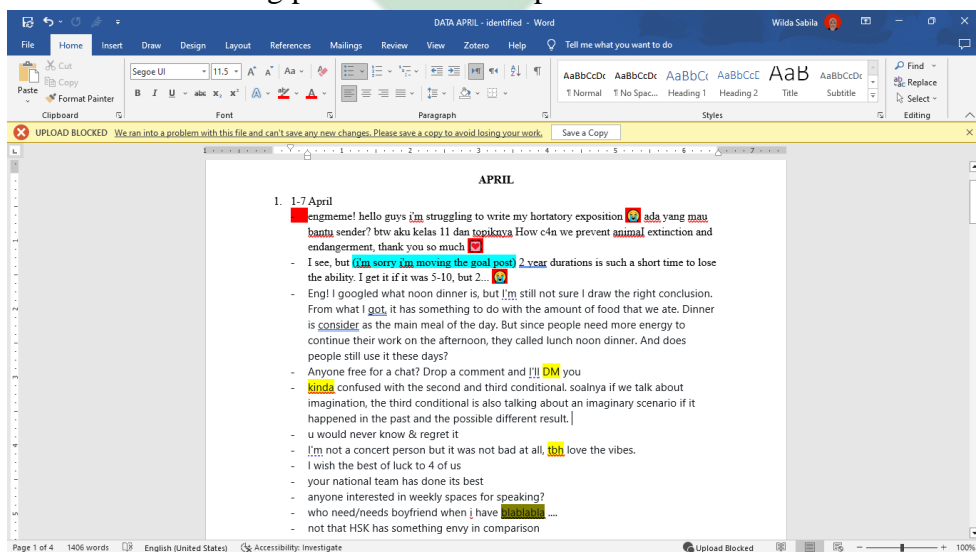 DATA APRIL - identified - Word
Wilda Sabila
File Home Insert Draw Design Layout References Mailings Review View Zotero Help Tell me what you want to do
Cut
Copy
Format Painter
Paste
Segoe UI 11.5
AaBbCcDc AaBbCcDc AaBbCc AaBbCcE AaB AaBbCcDc
¶ Normal ¶ No Spac... Heading 1 Heading 2 Title Subtitle
Find
Replace
Select
Clipboard Font Paragraph Styles Editing
UPLOAD BLOCKED We ran into a problem with this file and can't save any new changes. Please save a copy to avoid losing your work. Save a Copy
APRIL
1. 1-7 April
- engmeme! hello guys i'm struggling to write my hortatory exposition 😭 ada yang mau
bantu sender? btw aku kelas 11 dan topiknya How c4n we prevent animaI extinction and
endangerment, thank you so much
- I see, but (i'm sorry i'm moving the goal post) 2 year durations is such a short time to lose
the ability. I get it if it was 5-10, but 2... 😭
- Eng! I googled what noon dinner is, but I'm still not sure I draw the right conclusion.
From what I got, it has something to do with the amount of food that we ate. Dinner
is consider as the main meal of the day. But since people need more energy to
continue their work on the afternoon, they called lunch noon dinner. And does
people still use it these days?
- Anyone free for a chat? Drop a comment and I'll DM you
- kinda confused with the second and third conditional. soalnya if we talk about
imagination, the third conditional is also talking about an imaginary scenario if it
happened in the past and the possible different result.
- u would never know & regret it
- I'm not a concert person but it was not bad at all, tbh love the vibes.
- I wish the best of luck to 4 of us
- your national team has done its best
- anyone interested in weekly spaces for speaking?
- who need/needs boyfriend when i have blablabla ....
- not that HSK has something envy in comparison
Page 1 of 4 1406 words English (United States) Accessibility: Investigate Upload Blocked 100%